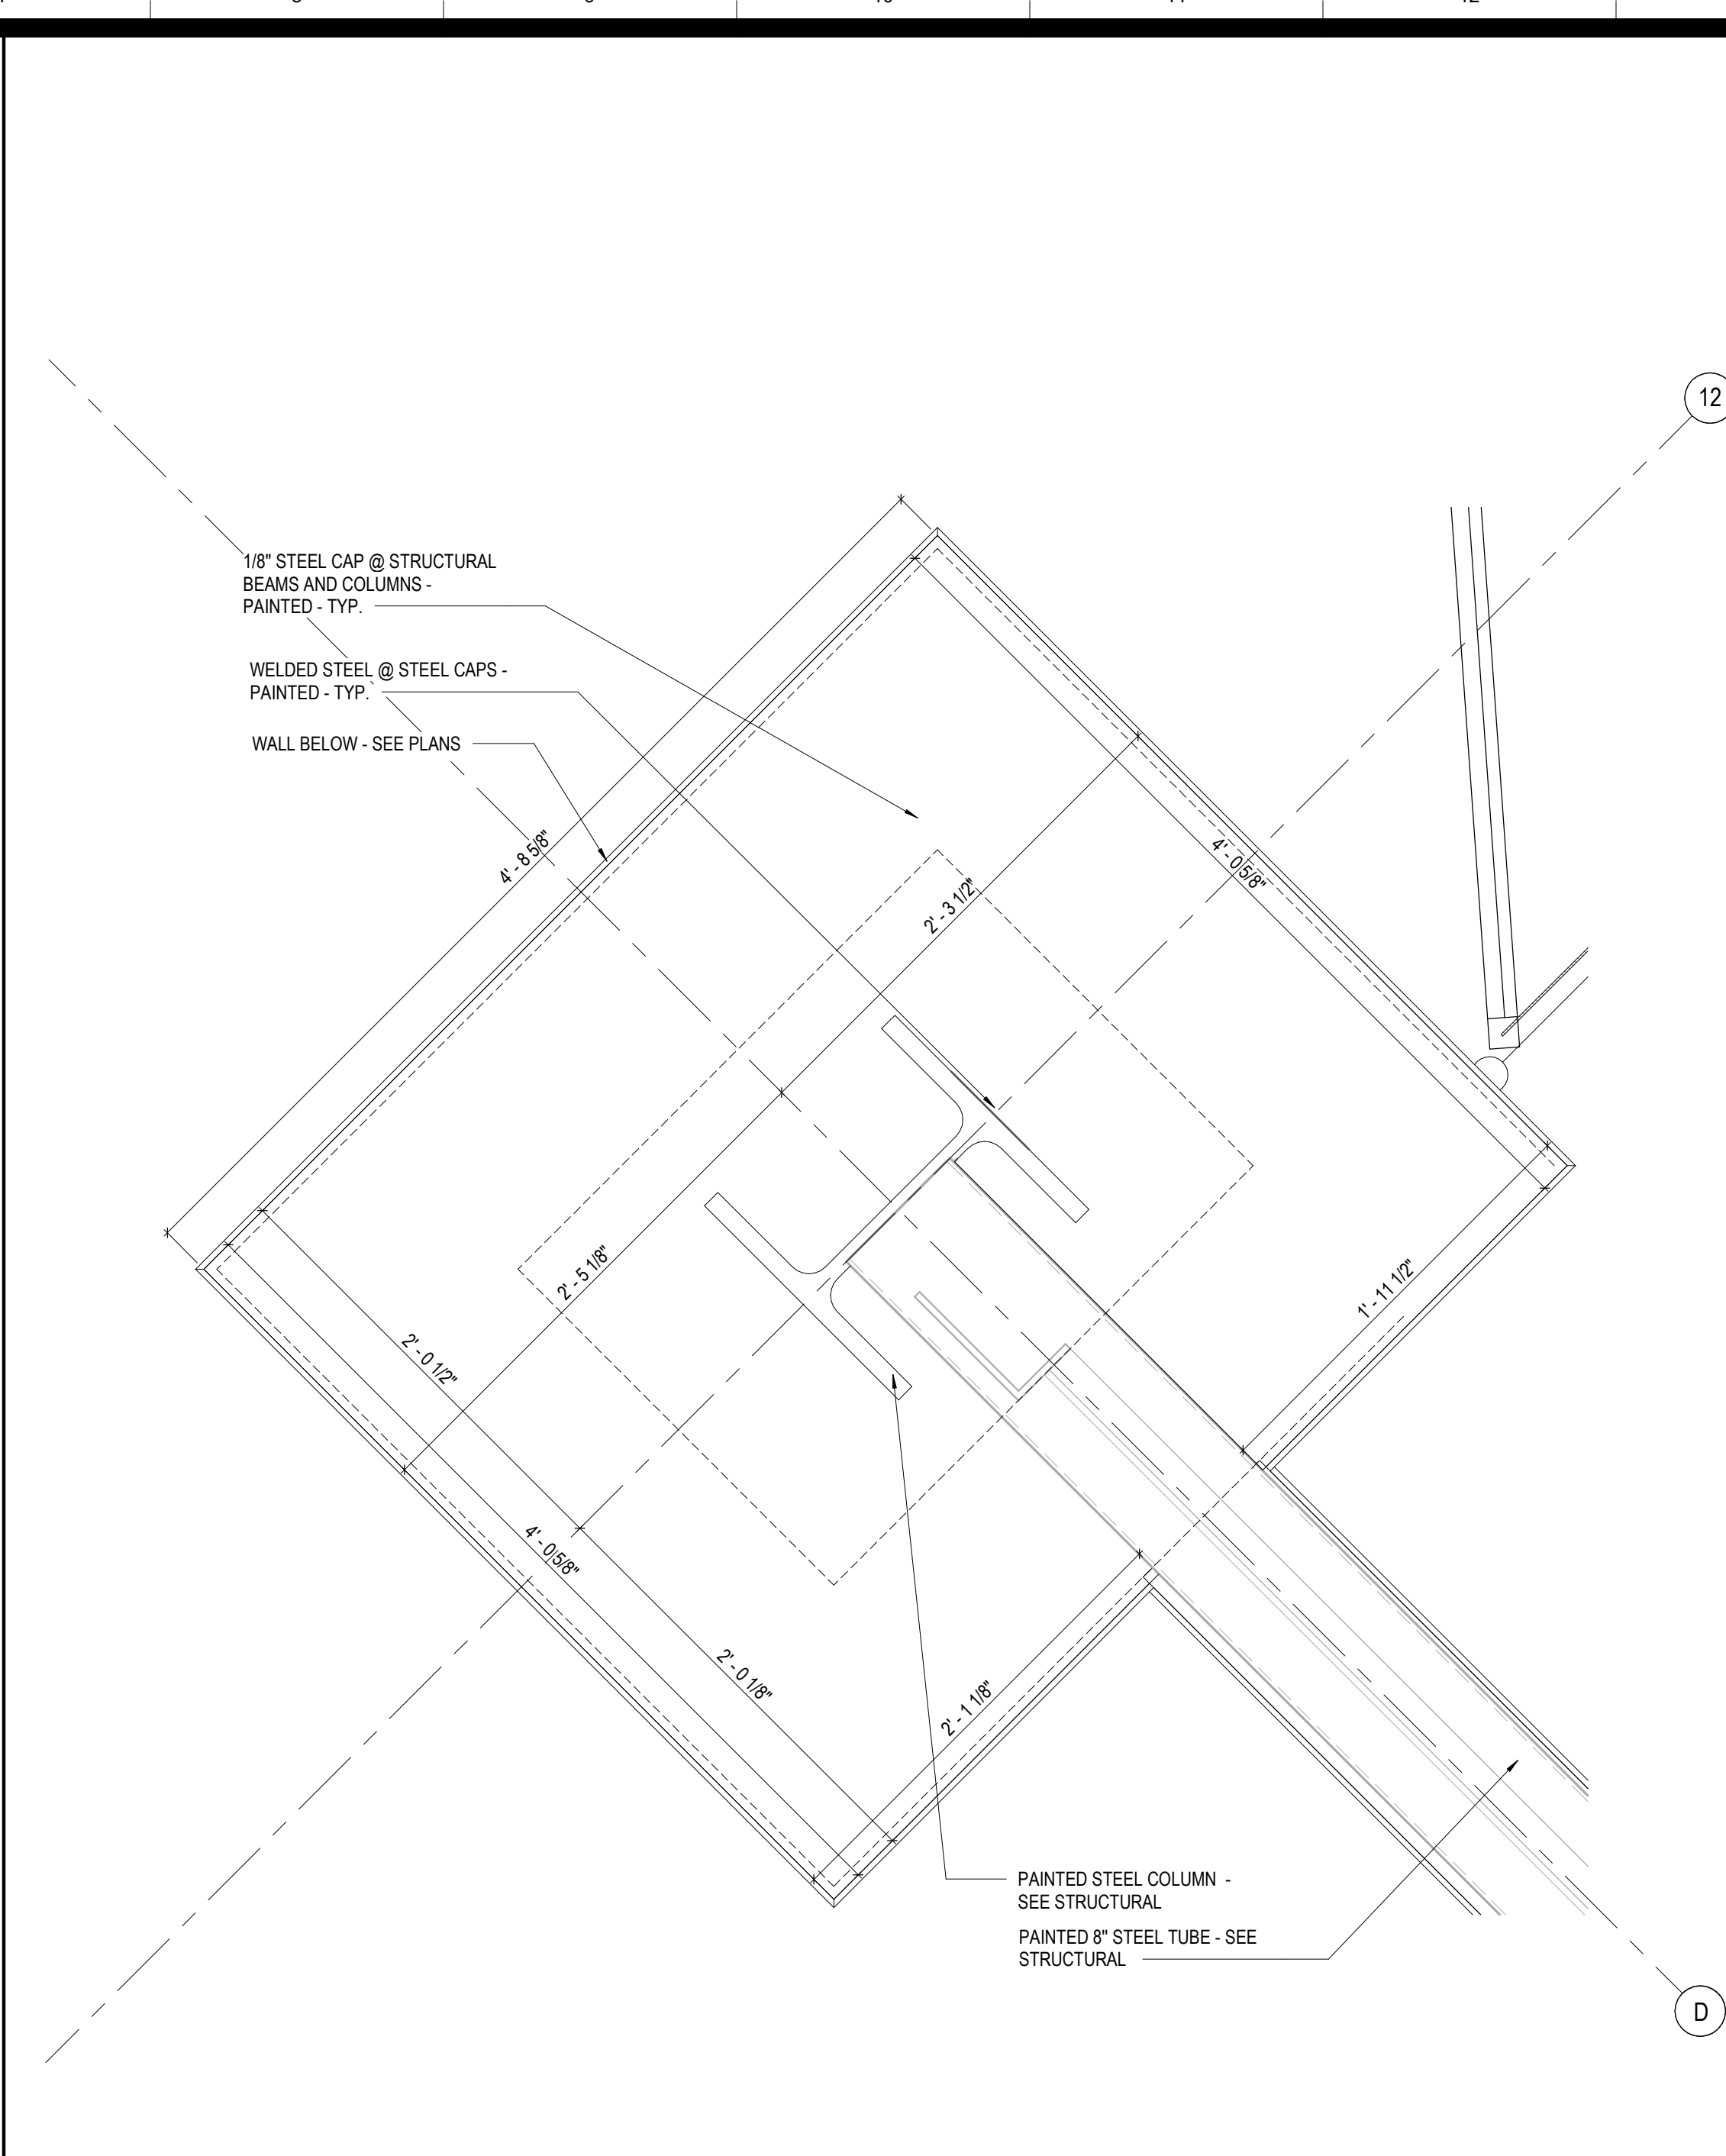 12
1/8" STEEL CAP @ STRUCTURAL
BEAMS AND COLUMNS -
PAINTED - TYP.
WELDED STEEL @ STEEL CAPS -
PAINTED - TYP.
WALL BELOW - SEE PLANS
4' - 8 5/8"
4' - 0 5/8"
2' - 3 1/2"
2' - 5 1/8"
1' - 11 1/2"
2' - 0 1/2"
4' - 0 5/8"
2' - 0 1/8"
2' - 1 1/8"
PAINTED STEEL COLUMN -
SEE STRUCTURAL
PAINTED 8" STEEL TUBE - SEE
STRUCTURAL
D